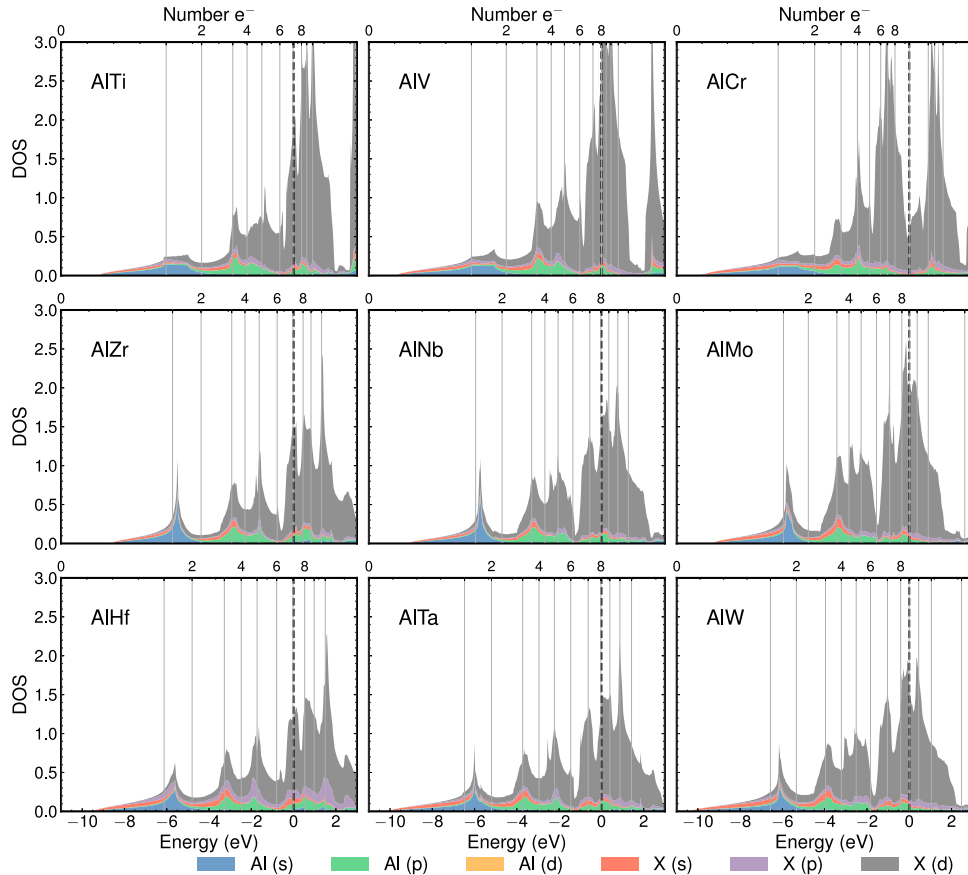 Number e⁻ Number e⁻ Number e⁻
0 2 4 6 8 0 2 4 6 8 0 2 4 6 8
3.0
2.5
2.0
1.5
1.0
0.5
0.0
DOS
AlTi AlV AlCr
0 2 4 6 8 0 2 4 6 8 0 2 4 6 8
3.0
2.5
2.0
1.5
1.0
0.5
0.0
DOS
AlZr AlNb AlMo
0 2 4 6 8 0 2 4 6 8 0 2 4 6 8
3.0
2.5
2.0
1.5
1.0
0.5
0.0
DOS
AlHf AlTa AlW
−10 −8 −6 −4 −2 0 2 −10 −8 −6 −4 −2 0 2 −10 −8 −6 −4 −2 0 2
Energy (eV) Energy (eV) Energy (eV)
Al (s) Al (p) Al (d) X (s) X (p) X (d)